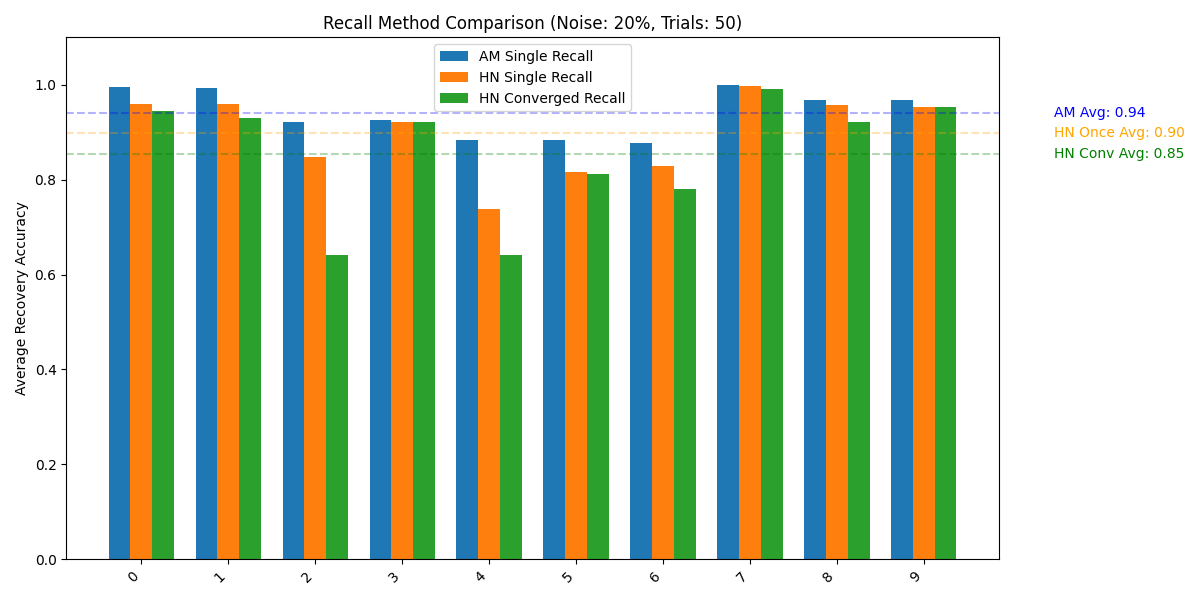 Recall Method Comparison (Noise: 20%, Trials: 50)
AM Single Recall
HN Single Recall
HN Converged Recall
Average Recovery Accuracy
1.0
0.8
0.6
0.4
0.2
0.0
0 1 2 3 4 5 6 7 8 9
AM Avg: 0.94
HN Once Avg: 0.90
HN Conv Avg: 0.85